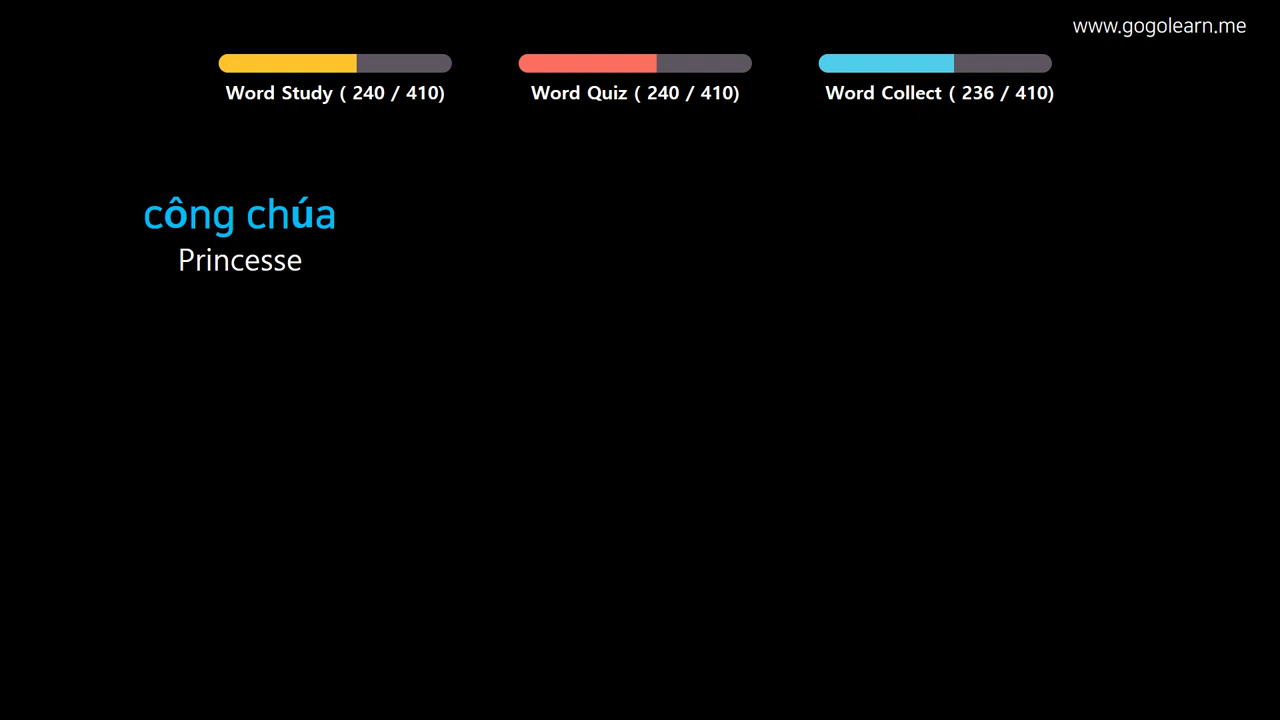 www.gogolearn.me
Word Study ( 240 / 410)
Word Quiz ( 240 / 410)
Word Collect ( 236 / 410)
công chúa
Princesse